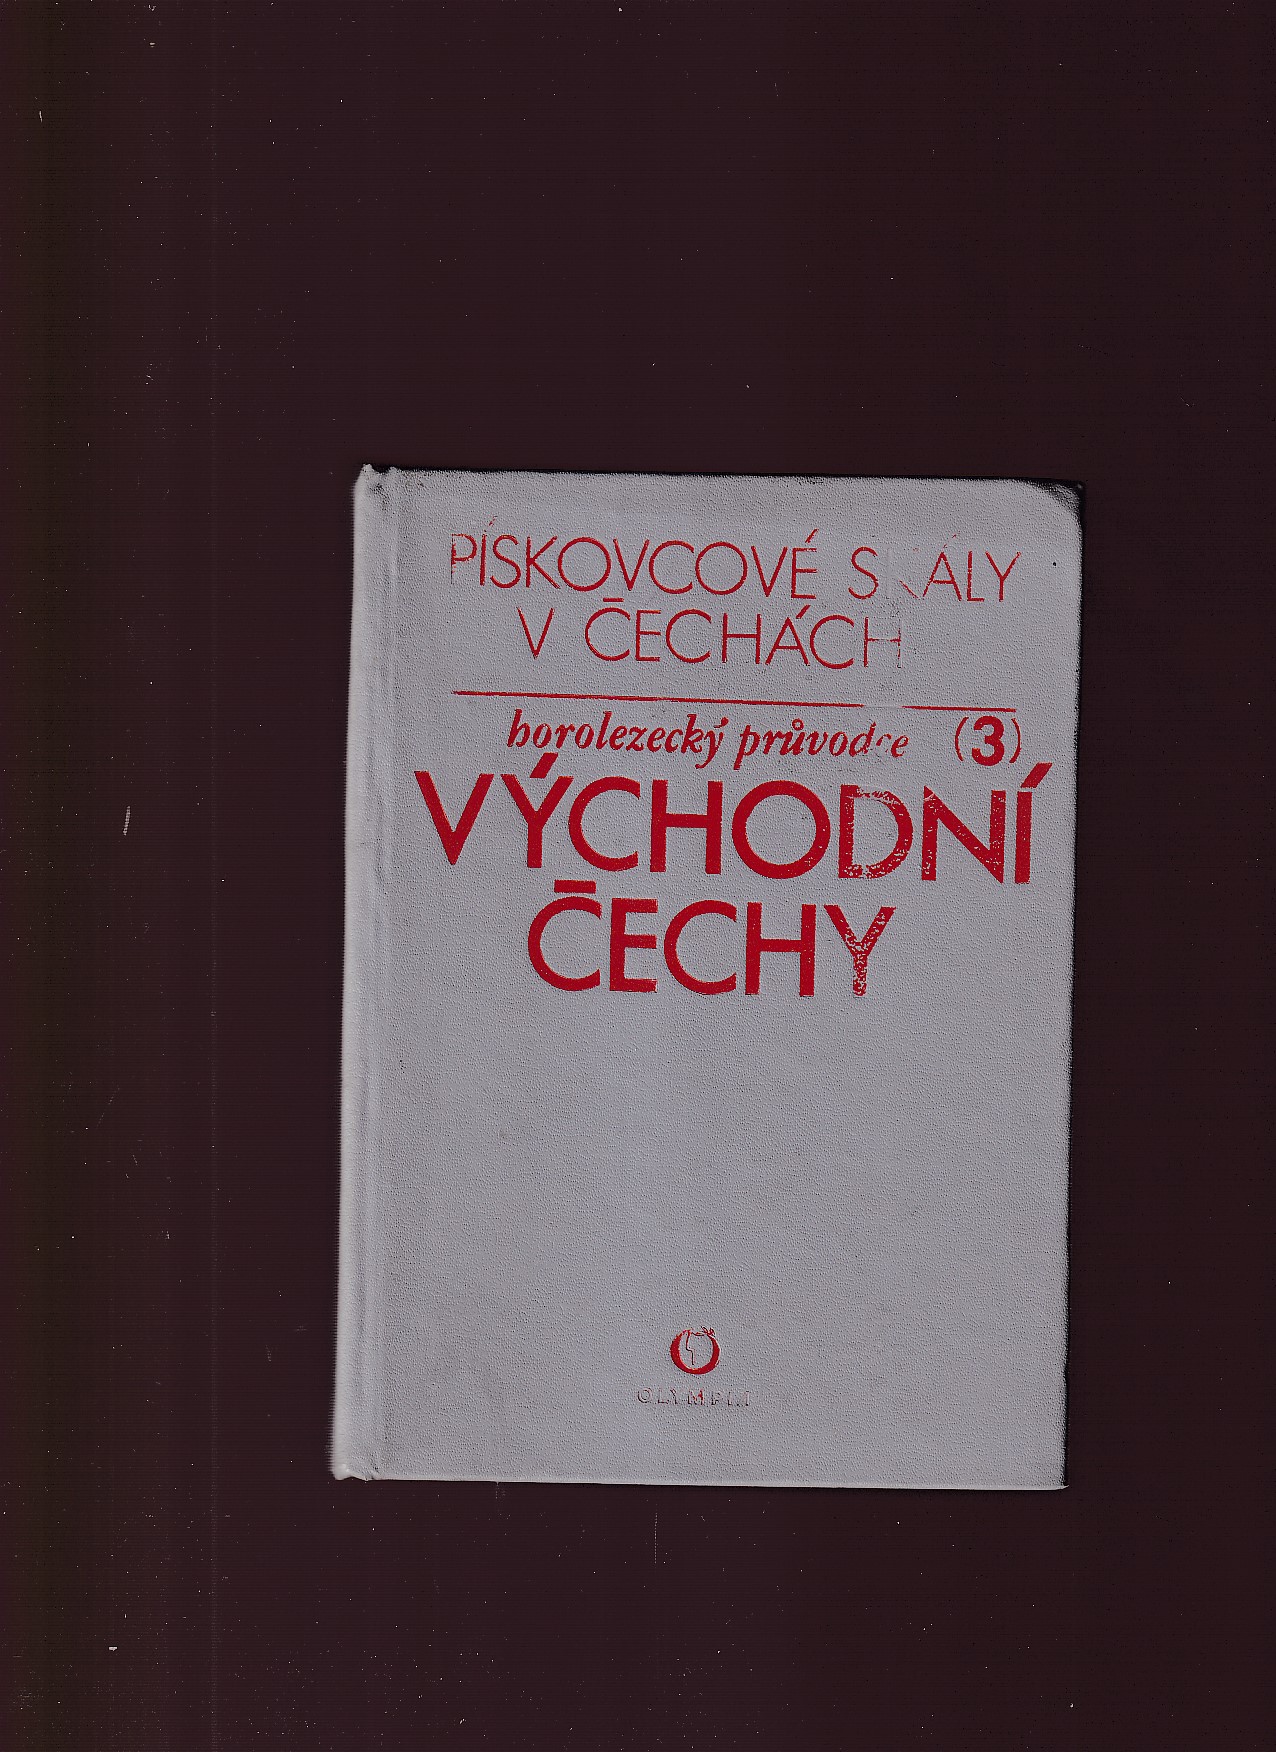 PÍSKOVCOVÉ SKÁLY
V ČECHÁCH
horolezecký průvodce (3)
VÝCHODNÍ
ČECHY
OLYMPIA